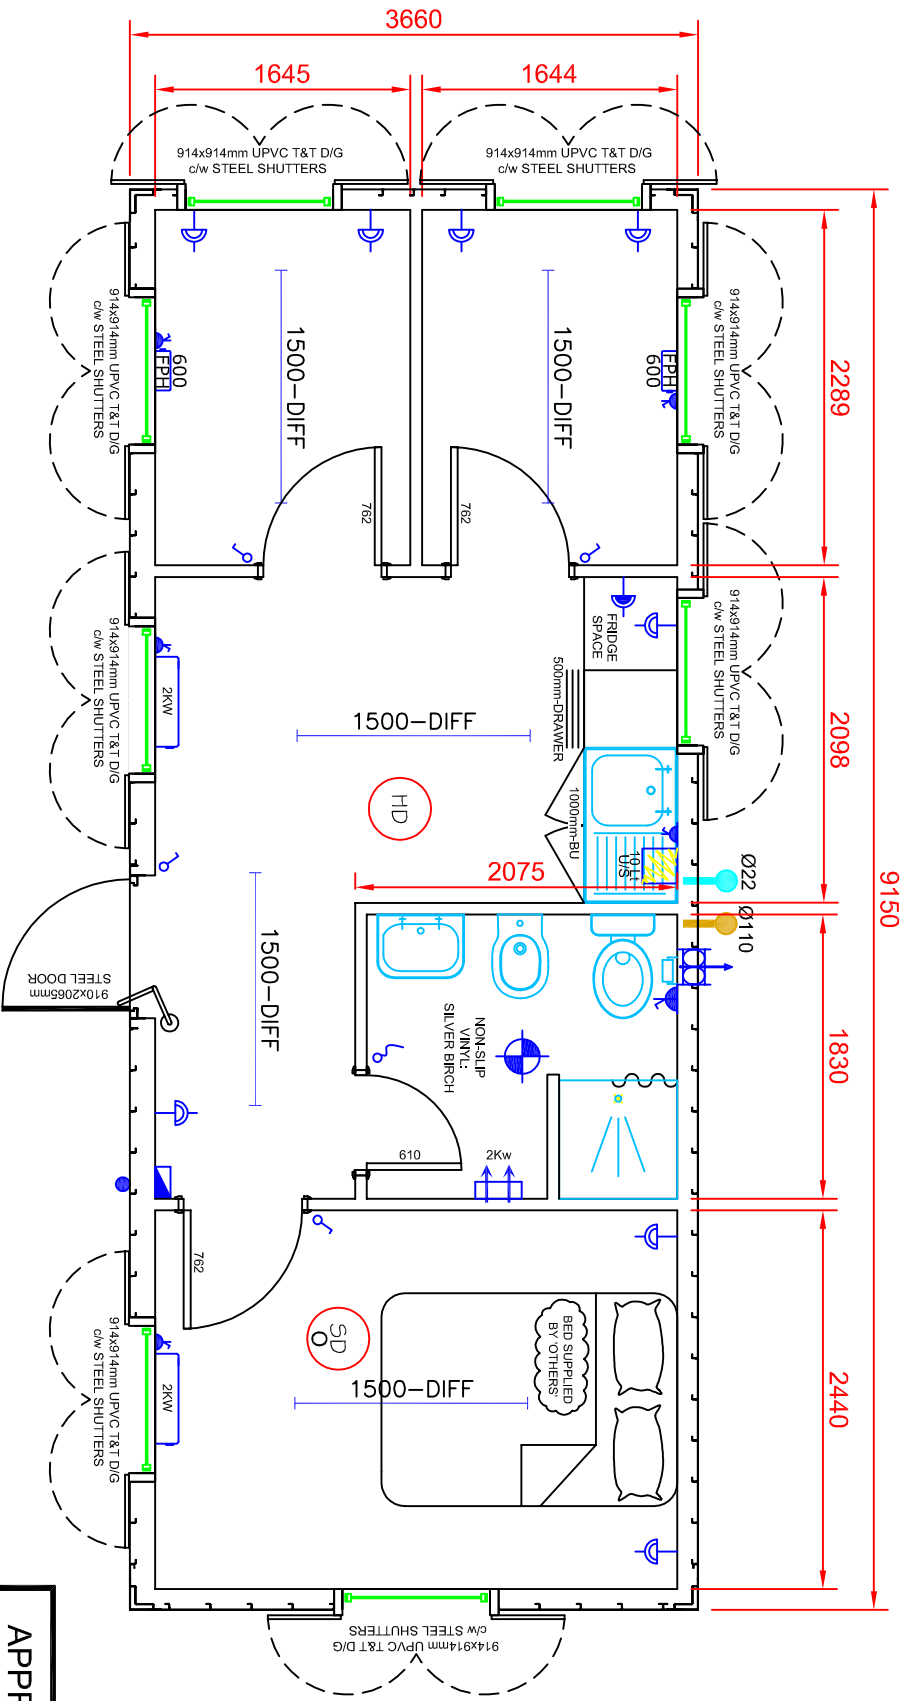 3660
1645
1644
914x914mm UPVC T&T D/G
c/w STEEL SHUTTERS
914x914mm UPVC T&T D/G
c/w STEEL SHUTTERS
914x914mm UPVC T&T D/G
c/w STEEL SHUTTERS
914x914mm UPVC T&T D/G
c/w STEEL SHUTTERS
2289
600
FPH
1500-DIFF
1500-DIFF
FPH
600
762
762
914x914mm UPVC T&T D/G
c/w STEEL SHUTTERS
914x914mm UPVC T&T D/G
c/w STEEL SHUTTERS
2098
FRIDGE
SPACE
500mm-DRAWER
2KW
1500-DIFF
HD
1000mm-BU
10 Lt
U/S
2075
Ø22
Ø110
9150
910x2065mm
STEEL DOOR
1500-DIFF
NON-SLIP
VINYL:
SILVER BIRCH
1830
610
2Kw
762
SD
O
BED SUPPLIED
BY 'OTHERS'
1500-DIFF
2KW
2440
914x914mm UPVC T&T D/G
c/w STEEL SHUTTERS
914x914mm UPVC T&T D/G
c/w STEEL SHUTTERS